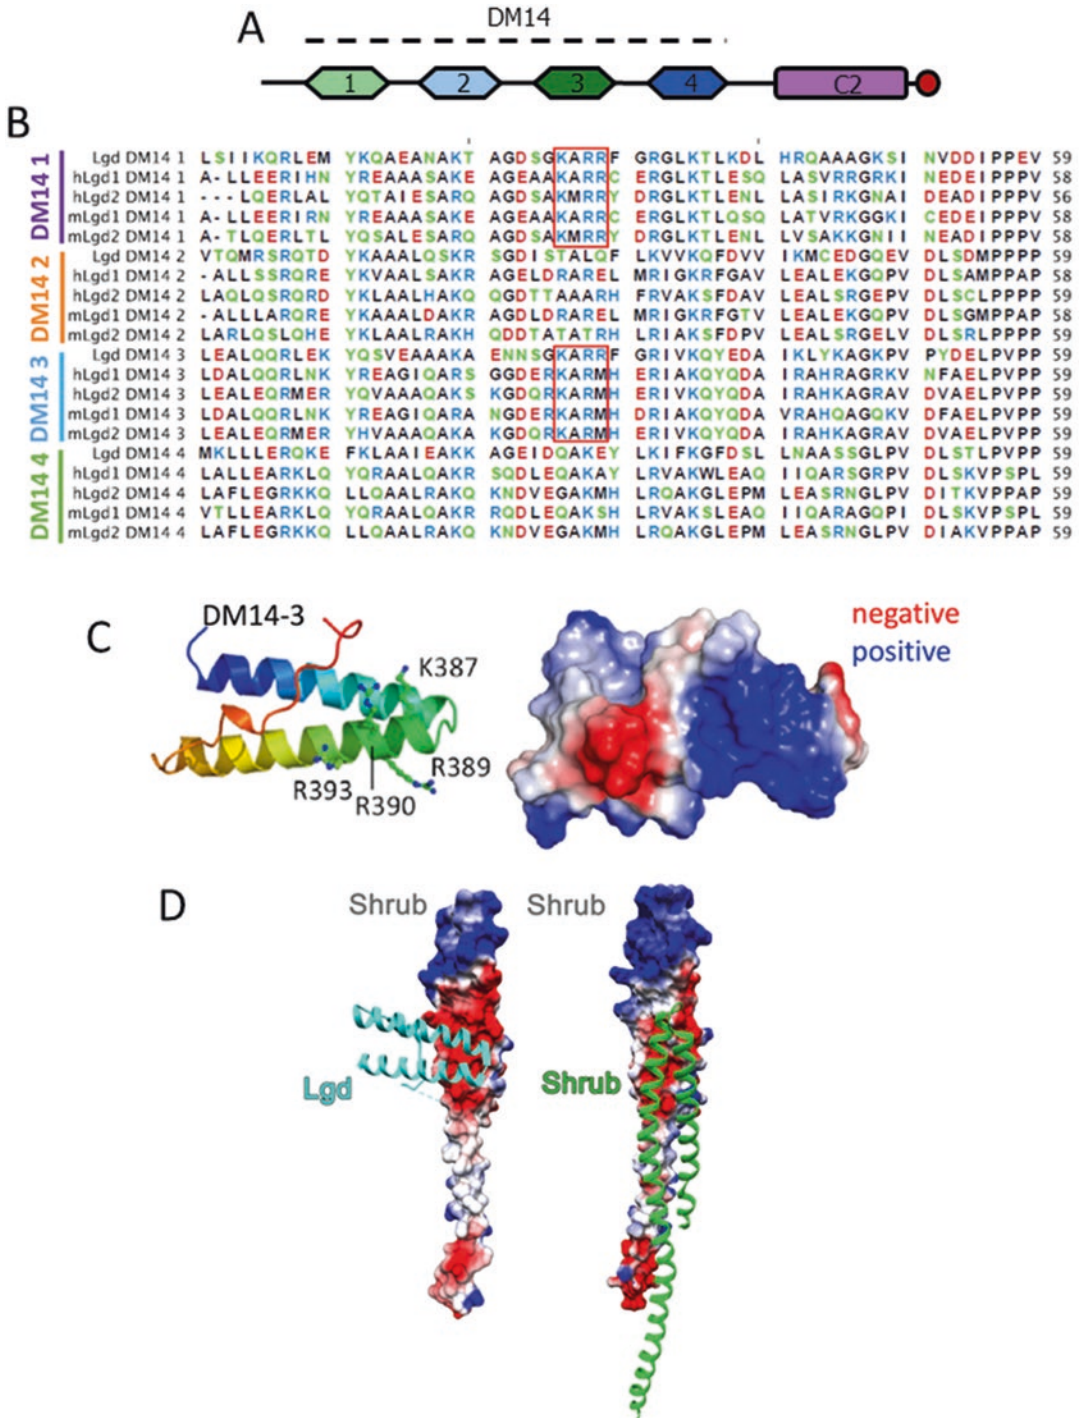 A
DM14
1 2 3 4 C2
B
DM14 1
Lgd DM14 1 LSIIKQRLEM YKQAEANAKT AGDSGKARRF GRGLKTLKDL HRQAAAGKSI NVDDIPPEV 59
hLgd1 DM14 1 A-LLEERIHN YREAAASAKE AGEAAKARRC ERGLKTLESQ LASVRRGRKI NEDEIPPPV 58
hLgd2 DM14 1 ---LQERLAL YQTAIESARQ AGDSAKMRRY DRGLKTLENL LASIRKGNAI DEADIPPPV 56
mLgd1 DM14 1 A-LLEERIRN YREAAASAKE AGEAAKARRC ERGLKTLQSQ LATVRKGGKI CEDEIPPPV 58
mLgd2 DM14 1 A-TLQERLTL YQSALESARQ AGDSAKMRRY DRGLKTLENL LVSAKKGNII NEADIPPPV 58
DM14 2
Lgd DM14 2 VTQMRSRQTD YKAAALQSKR SGDISTALQF LKVVKQFDVV IKMCEDGQEV DLSDMPPPP 59
hLgd1 DM14 2 -ALLSSRQRE YKLAALHAKQ AGELDRAREL MRIGKRFGAV LEALEKGQPV DLSAMPPAP 58
hLgd2 DM14 2 LAQLQSRQRD YKLAALHAKQ QGDTTAAARH FRVAKSFDAV LEALSRGEPV DLSCLPPPP 59
mLgd1 DM14 2 -ALLLARQRE YKAAALDAKR AGDLDRAREL MRIGKRFGTV LEALEKGQPV DLSGMPPAP 58
mLgd2 DM14 2 LARLQSLQHE YKLAALRAKH QDDTATATRH LRIAKSFDPV LEALSRGELV DLSRLPPPP 59
DM14 3
Lgd DM14 3 LEALQQRLEK YQSVEAAAKA ENNSGKARRF GRIVKQYEDA IKLYKAGKPV PYDELPVPP 59
hLgd1 DM14 3 LDALQQRLNK YREAGIQARS GGDERKARMH ERIAKQYQDA IRAHRAGRKV NFAELPVPP 59
hLgd2 DM14 3 LEALEQRMER YQVAAAQAKS KGDQRKARMH ERIVKQYQDA IRAHKAGRAV DVAELPVPP 59
mLgd1 DM14 3 LDALQQRLNK YREAGIQARA NGDERKARMH DRIAKQYQDA VRAHQAGQKV DFAELPVPP 59
mLgd2 DM14 3 LEALEQRMER YHVAAAQAKA KGDQRKARMH ERIVKQYQDA IRAHKAGRAV DVAELPVPP 59
DM14 4
Lgd DM14 4 MKLLLERQKE FKLAAIEAKK AGEIDQAKEY LKIFKGFDSL LNAASSGLPV DLSTLPVPP 59
hLgd1 DM14 4 LALLEARKLQ YQRAALQAKR SQDLEQAKAY LRVAKWLEAQ IIQARSGRPV DLSKVPSPL 59
hLgd2 DM14 4 LAFLEGRKKQ LLQAALRAKQ KNDVEGAKMH LRQAKGLEPM LEASRNGLPV DITKVPPAP 59
mLgd1 DM14 4 VTLLEARKLQ YQRAALQAKR SQDLEQAKSH LRVAKSLEAQ IIQARAGQPI DLSKVPSPL 59
mLgd2 DM14 4 LAFLEGRKKQ LLQAALRAKQ KNDVEGAKMH LRQAKGLEPM LEASRNGLPV DIAKVPPAP 59
C
DM14-3
K387
R389
R393
R390
negative
positive
D
Shrub
Shrub
Lgd
Shrub